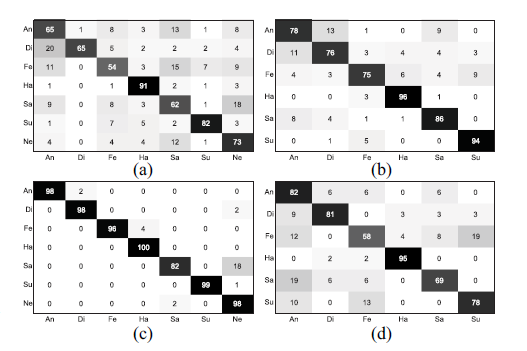 An 65 1 8 3 13 1 8
Di 20 65 5 2 2 2 4
Fe 11 0 54 3 15 7 9
Ha 1 0 1 91 2 1 3
Sa 9 0 8 3 62 1 18
Su 1 0 7 5 2 82 3
Ne 4 0 4 4 12 1 73
An Di Fe Ha Sa Su Ne
(a)
An 78 13 1 0 9 0
Di 11 76 3 4 4 3
Fe 4 3 75 6 4 9
Ha 0 0 3 96 1 0
Sa 8 4 1 1 86 0
Su 0 1 5 0 0 94
An Di Fe Ha Sa Su
(b)
An 98 2 0 0 0 0 0
Di 0 98 0 0 0 0 2
Fe 0 0 96 4 0 0 0
Ha 0 0 0 100 0 0 0
Sa 0 0 0 0 82 0 18
Su 0 0 0 0 0 99 1
Ne 0 0 0 0 2 0 98
An Di Fe Ha Sa Su Ne
(c)
An 82 6 6 0 6 0
Di 9 81 0 3 3 3
Fe 12 0 58 4 8 19
Ha 0 2 2 95 0 0
Sa 19 6 6 0 69 0
Su 10 0 13 0 0 78
An Di Fe Ha Sa Su
(d)